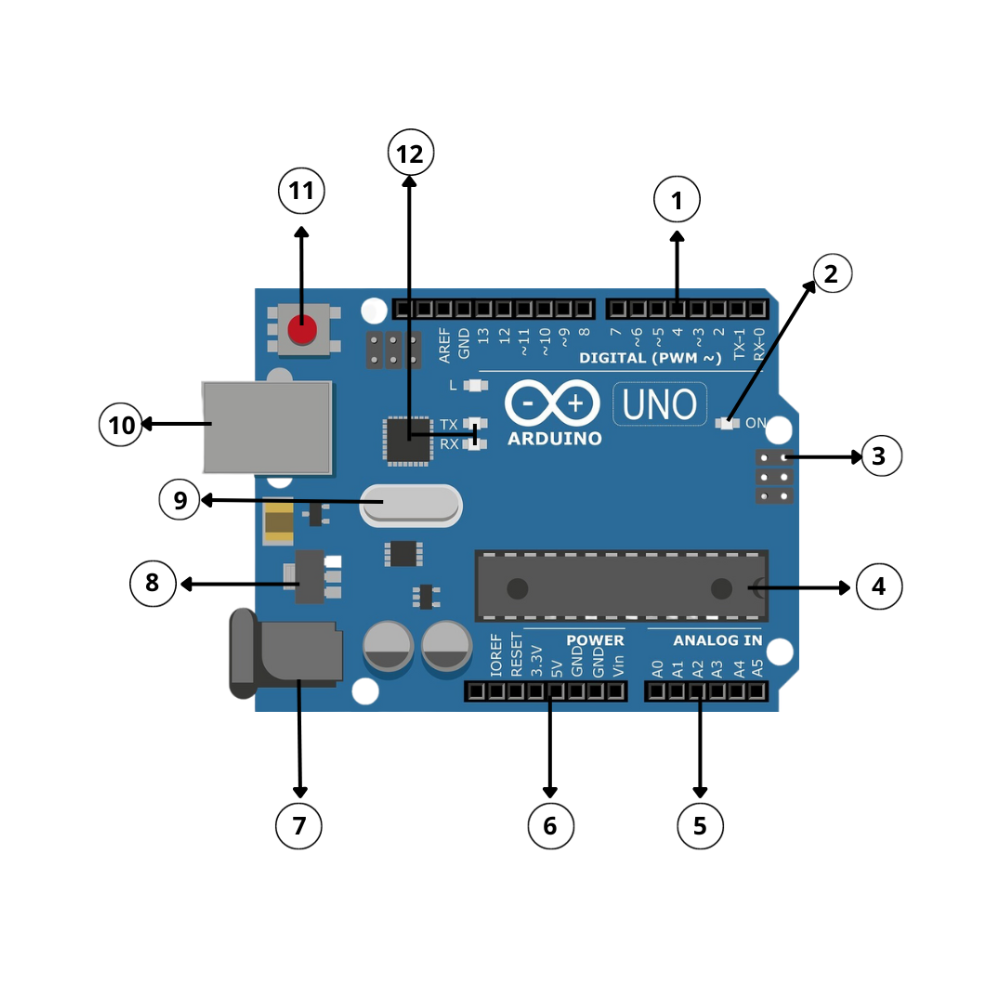 12
11
1
2
AREF
GND
13
12
~11
~10
~9
8
7
~6
~5
4
~3
2
TX-1
RX-0
DIGITAL (PWM ~)
L
TX
RX
- +
ARDUINO
UNO
ON
10
3
9
8
4
POWER
ANALOG IN
IOREF
RESET
3.3V
5V
GND
GND
Vin
A0
A1
A2
A3
A4
A5
7
6
5